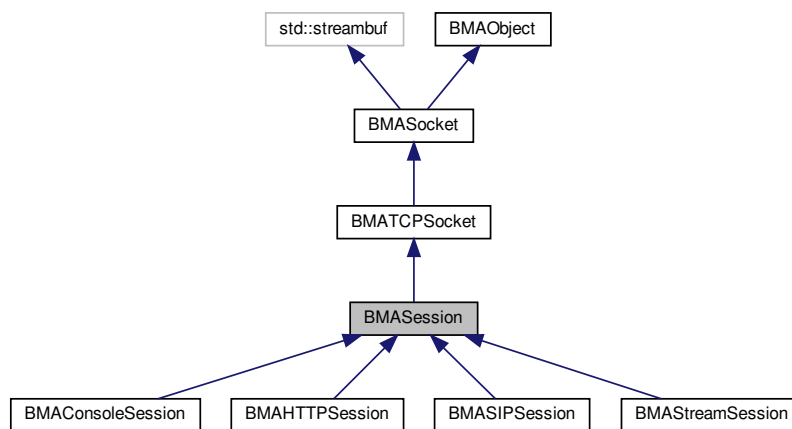 std::streambuf
BMAObject
BMASocket
BMATCPSocket
BMASession
BMAConsoleSession
BMAHTTPSession
BMASIPSession
BMAStreamSession